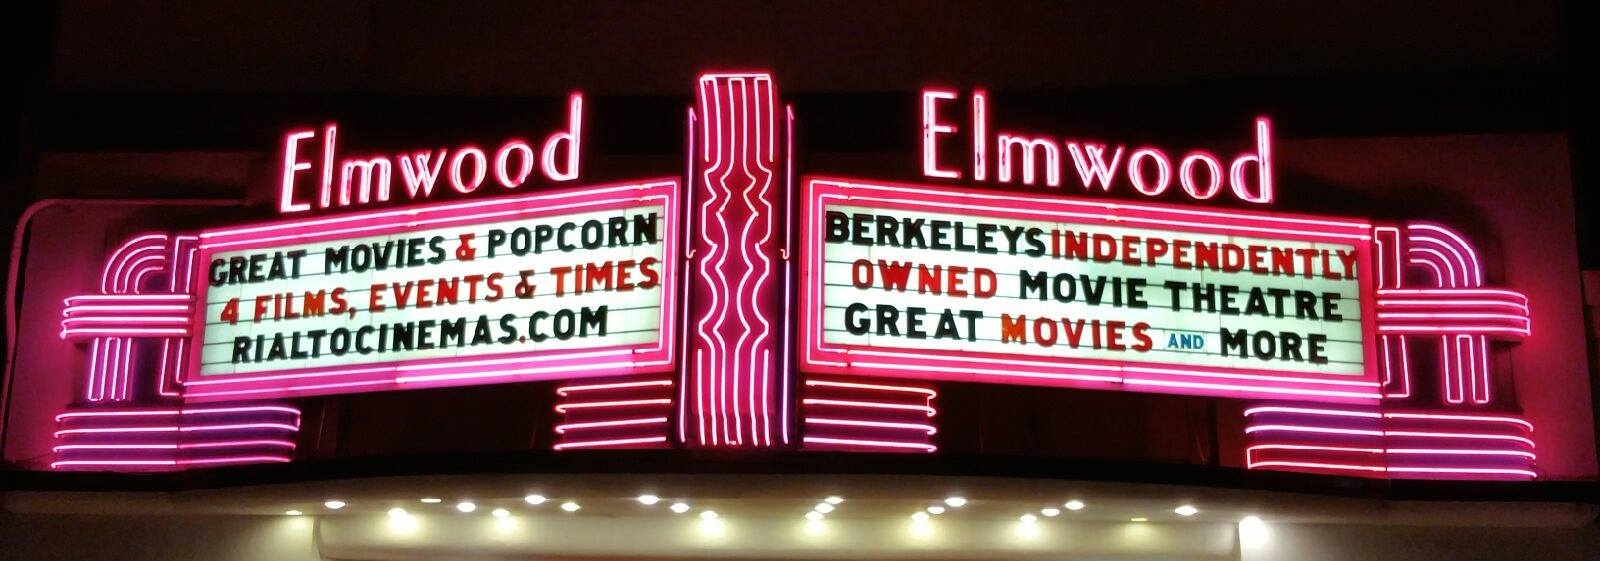 Elmwood
GREAT MOVIES & POPCORN
4 FILMS, EVENTS & TIMES
RIALTOCINEMAS.COM
Elmwood
BERKELEYS INDEPENDENTLY
OWNED MOVIE THEATRE
GREAT MOVIES AND MORE